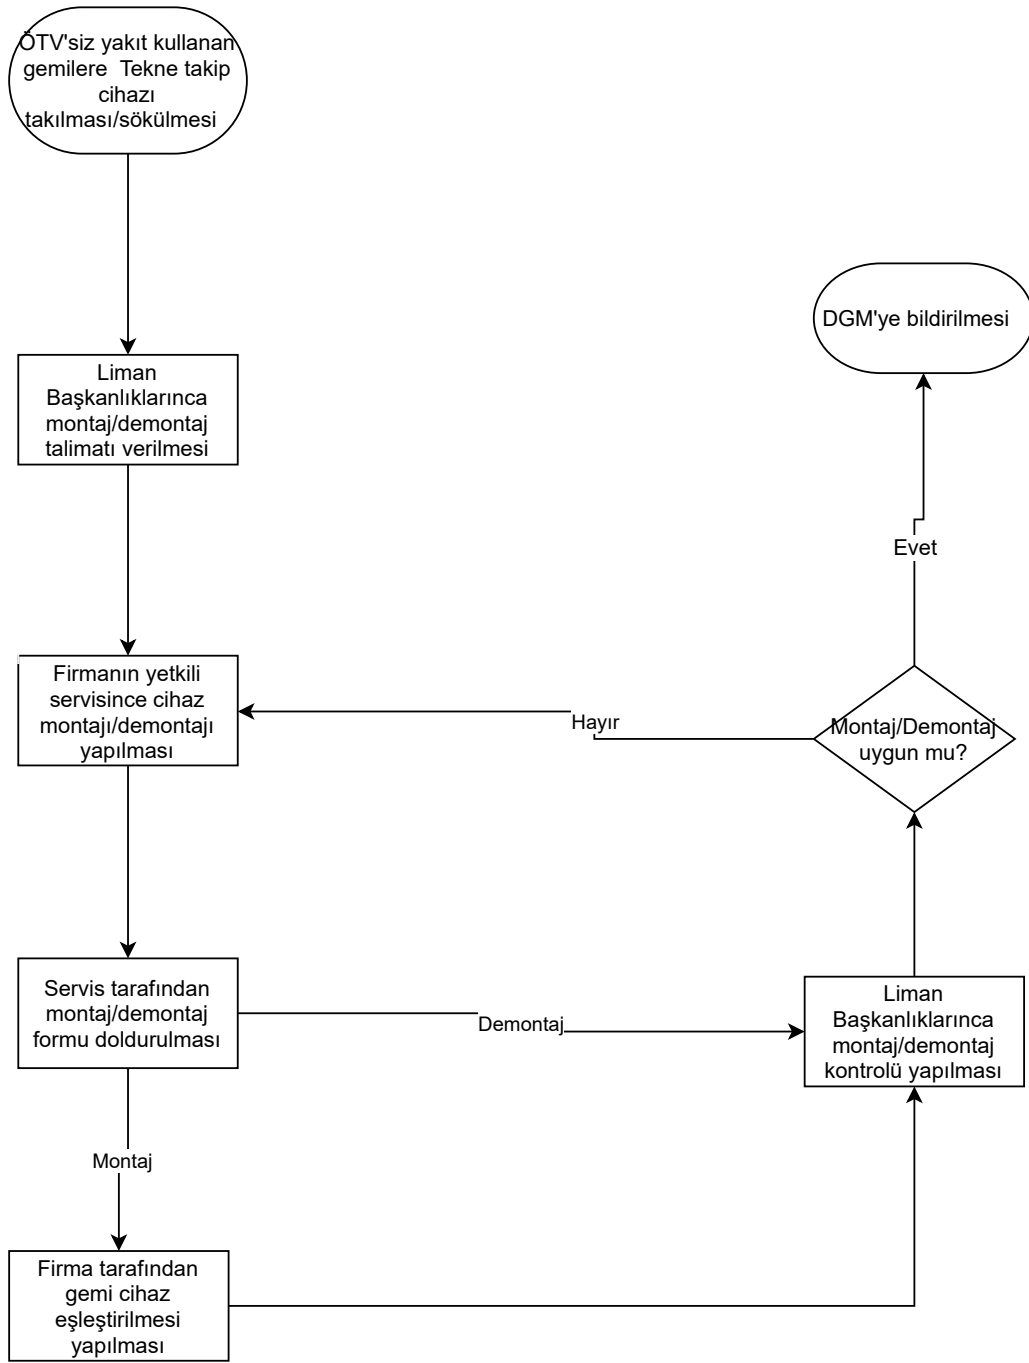 ÖTV'siz yakıt kullanan
gemilere  Tekne takip
cihazı
takılması/sökülmesi
Liman
Başkanlıklarınca
montaj/demontaj
talimatı verilmesi
Firmanın yetkili
servisince cihaz
montajı/demontajı
yapılması
Servis tarafından
montaj/demontaj
formu doldurulması
Montaj
Firma tarafından
gemi cihaz
eşleştirilmesi
yapılması
Demontaj
Liman
Başkanlıklarınca
montaj/demontaj
kontrolü yapılması
Montaj/Demontaj
uygun mu?
Hayır
Evet
DGM'ye bildirilmesi